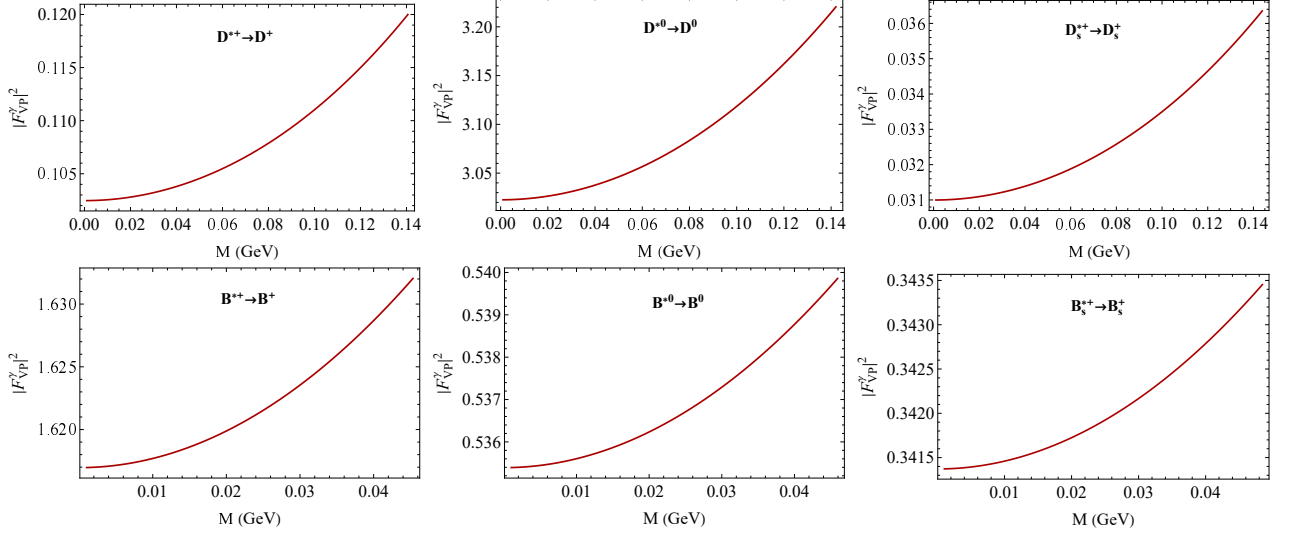 D*+→D+
|F^γ_VP|^2
0.120
0.115
0.110
0.105
0.00 0.02 0.04 0.06 0.08 0.10 0.12 0.14
M (GeV)
D*0→D0
|F^γ_VP|^2
3.20
3.15
3.10
3.05
0.00 0.02 0.04 0.06 0.08 0.10 0.12 0.14
M (GeV)
D_s^*+→D_s^+
|F^γ_VP|^2
0.036
0.035
0.034
0.033
0.032
0.031
0.00 0.02 0.04 0.06 0.08 0.10 0.12 0.14
M (GeV)
B*+→B+
|F^γ_VP|^2
1.630
1.625
1.620
0.01 0.02 0.03 0.04
M (GeV)
B*0→B0
|F^γ_VP|^2
0.540
0.539
0.538
0.537
0.536
0.01 0.02 0.03 0.04
M (GeV)
B_s^*+→B_s^+
|F^γ_VP|^2
0.3435
0.3430
0.3425
0.3420
0.3415
0.01 0.02 0.03 0.04
M (GeV)